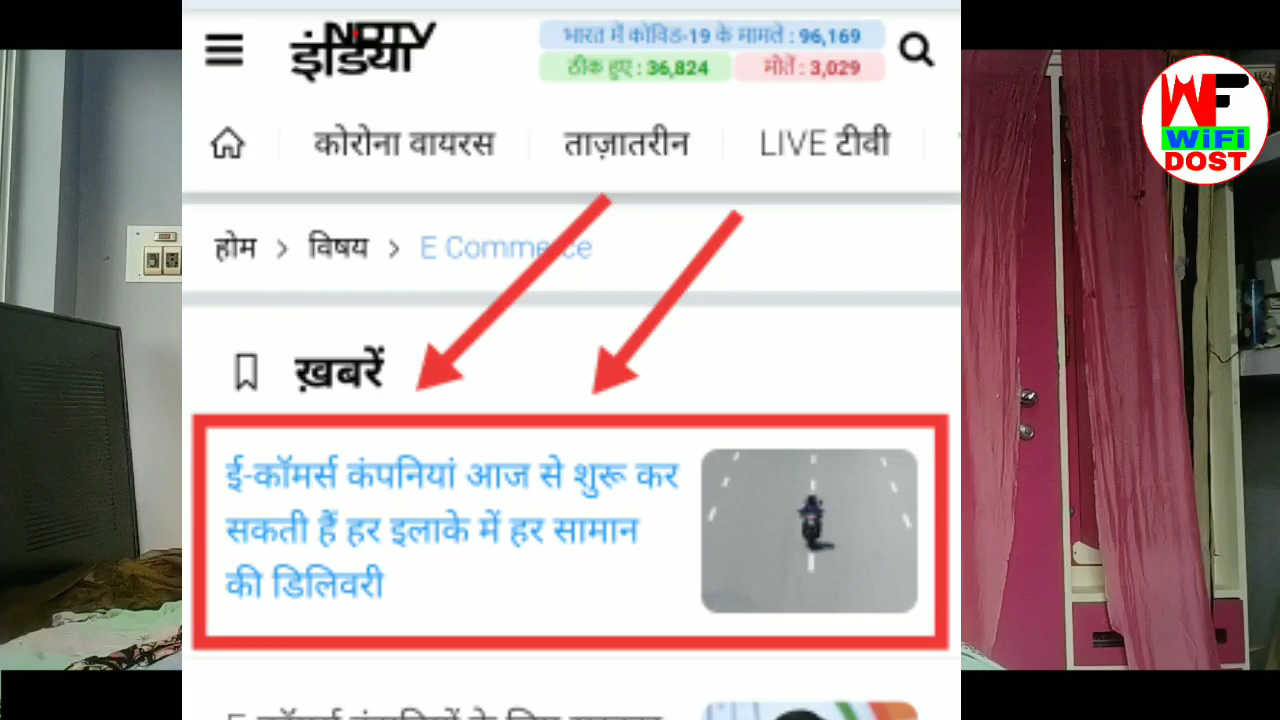 NDTV
इंडिया
भारत में कोविड-19 के मामले : 96,169
ठीक हुए : 36,824 मौतें : 3,029
WF
WiFi
DOST
कोरोना वायरस ताज़ातरीन LIVE टीवी
होम > विषय > E Commerce
ख़बरें
ई-कॉमर्स कंपनियां आज से शुरू कर
सकती हैं हर इलाके में हर सामान
की डिलिवरी